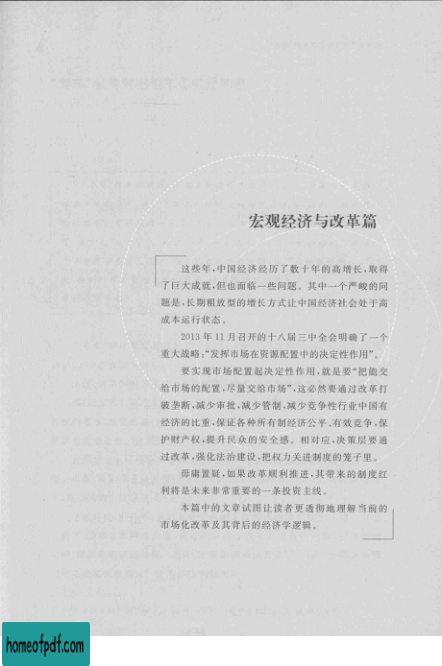 宏观经济与改革篇
这些年,中国经济经历了数十年的高增长,取得
了巨大成就,但也面临一些问题。其中一个严峻的问
题是,长期粗放型的增长方式让中国经济社会处于高
成本运行状态。
2013年11月召开的十八届三中全会明确了一个
重大战略:“发挥市场在资源配置中的决定性作用”。
要实现市场配置起决定性作用,就是要“把能交
给市场的配置,尽量交给市场”,这必然要通过改革打
破垄断,减少审批,减少管制,减少竞争性行业中国有
经济的比重,保证各种所有制经济公平、有效竞争,保
护财产权,提升民众的安全感。相对应,决策层要通
过改革,强化法治建设,把权力关进制度的笼子里。
毋庸置疑,如果改革顺利推进,其带来的制度红
利将是未来非常重要的一条投资主线。
本篇中的文章试图让读者更透彻地理解当前的
市场化改革及其背后的经济学逻辑。
homeofpdf.com